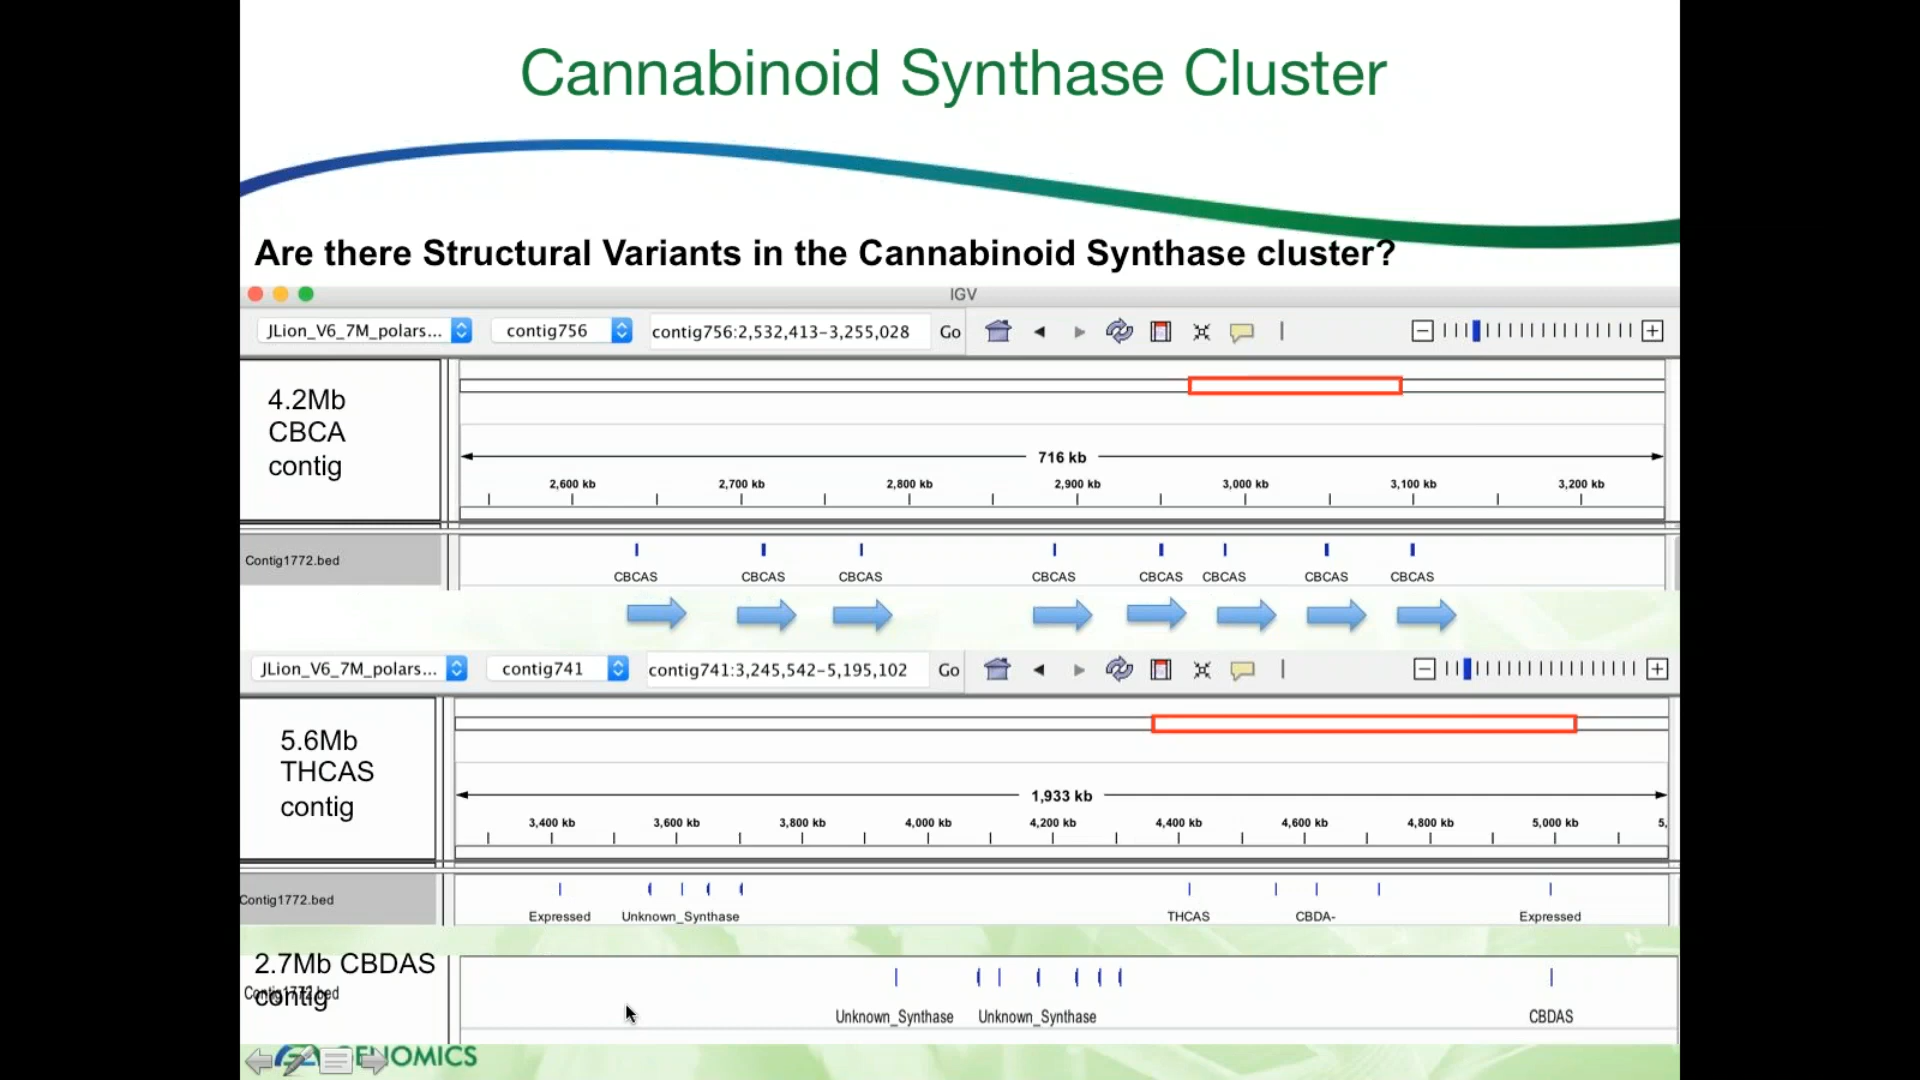 Cannabinoid Synthase Cluster
Are there Structural Variants in the Cannabinoid Synthase cluster?
IGV
JLion_V6_7M_polars... contig756 contig756:2,532,413-3,255,028 Go
4.2Mb
CBCA
contig
716 kb
2,600 kb 2,700 kb 2,800 kb 2,900 kb 3,000 kb 3,100 kb 3,200 kb
Contig1772.bed
CBCAS CBCAS CBCAS CBCAS CBCAS CBCAS CBCAS CBCAS
JLion_V6_7M_polars... contig741 contig741:3,245,542-5,195,102 Go
5.6Mb
THCAS
contig
1,933 kb
3,400 kb 3,600 kb 3,800 kb 4,000 kb 4,200 kb 4,400 kb 4,600 kb 4,800 kb 5,000 kb 5,
Contig1772.bed
Expressed Unknown_Synthase THCAS CBDA- Expressed
2.7Mb CBDAS
contig
Contig1772.bed
Unknown_Synthase Unknown_Synthase CBDAS
GENOMICS